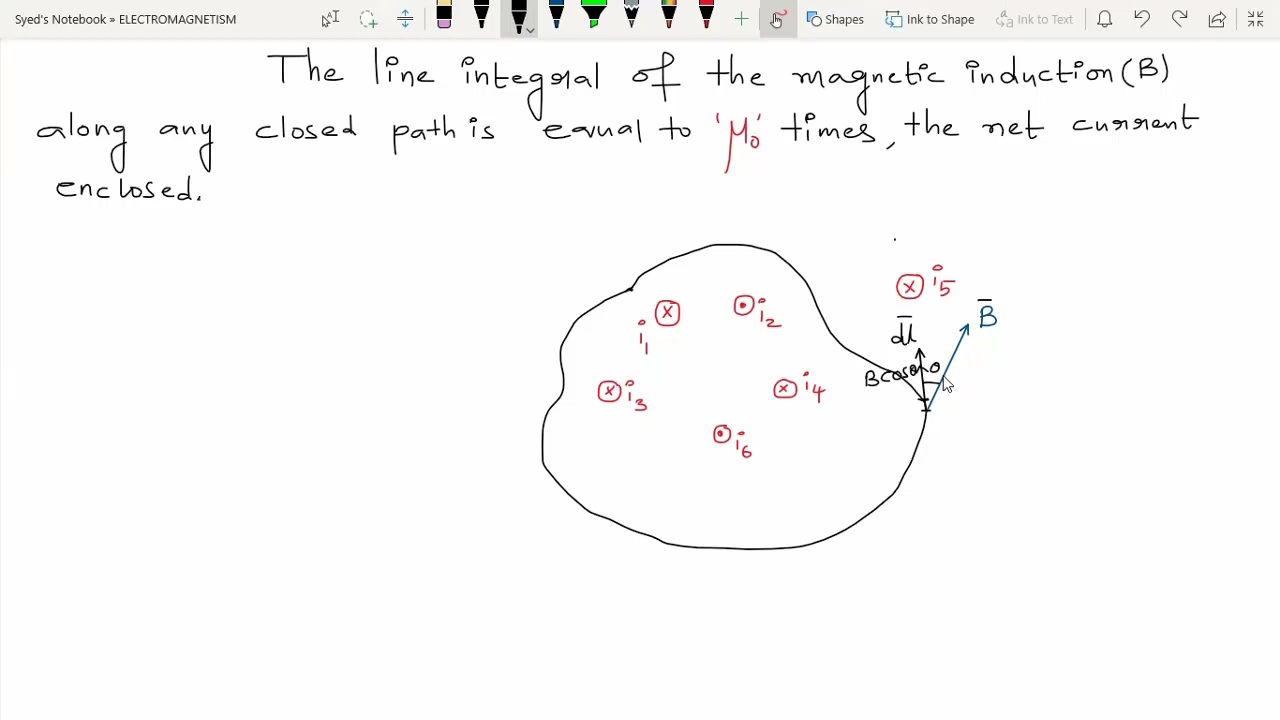 Syed's Notebook » ELECTROMAGNETISM
Shapes
Ink to Shape
Ink to Text
The line integral of the magnetic induction (B)
along any closed path is equal to 'μ₀' times, the net current
enclosed.
i₁
i₂
i₃
i₄
i₅
i₆
dl
B
B cosθ
θ